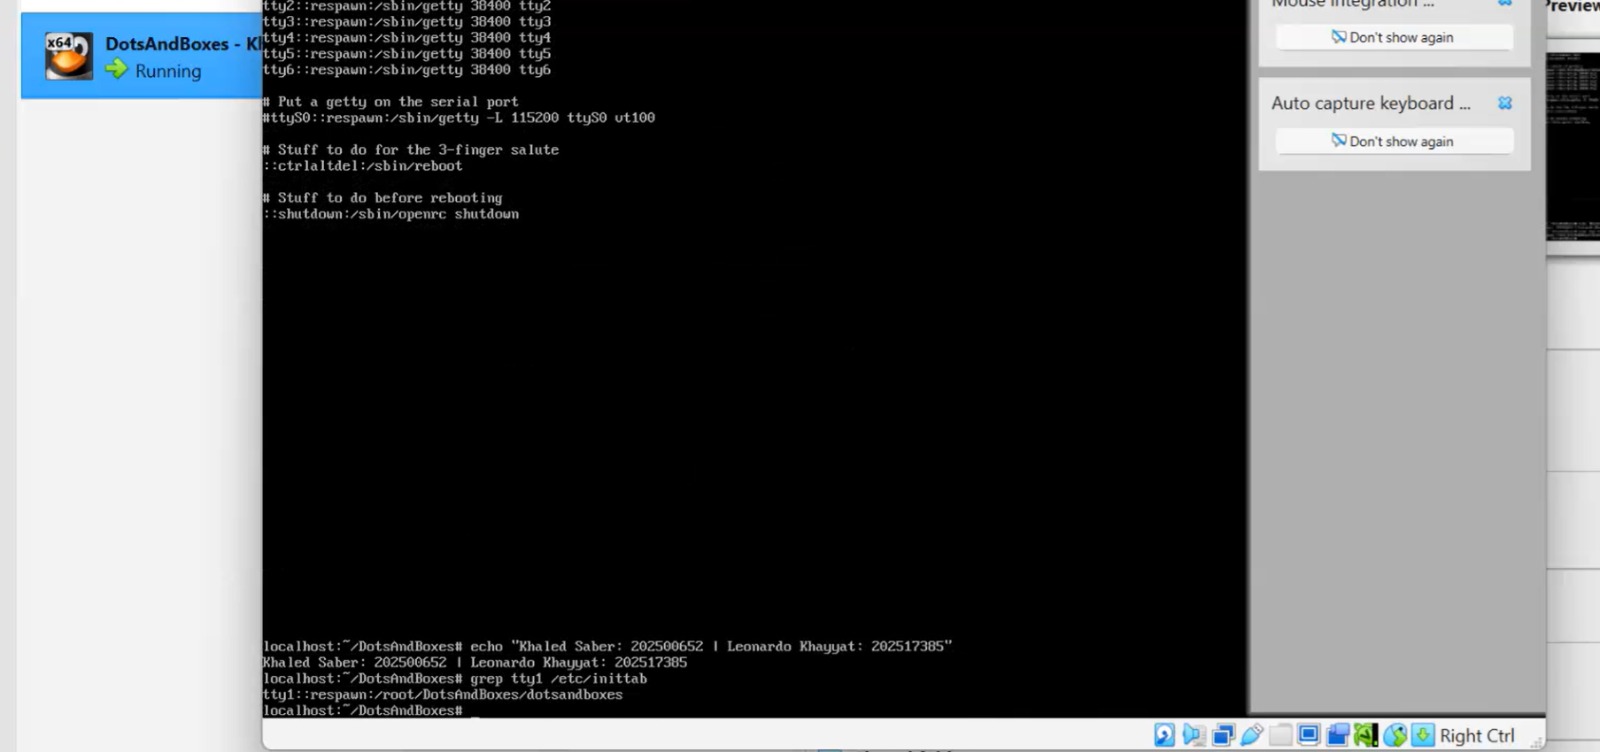 tty2::respawn:/sbin/getty 38400 tty2
tty3::respawn:/sbin/getty 38400 tty3
tty4::respawn:/sbin/getty 38400 tty4
tty5::respawn:/sbin/getty 38400 tty5
tty6::respawn:/sbin/getty 38400 tty6
# Put a getty on the serial port
#ttyS0::respawn:/sbin/getty -L 115200 ttyS0 vt100
# Stuff to do for the 3-finger salute
::ctrlaltdel:/sbin/reboot
# Stuff to do before rebooting
::shutdown:/sbin/openrc shutdown
localhost:~/DotsAndBoxes# echo "Khaled Saber: 202500652 | Leonardo Khayyat: 202517385"
Khaled Saber: 202500652 | Leonardo Khayyat: 202517385
localhost:~/DotsAndBoxes# grep tty1 /etc/inittab
tty1::respawn:/root/DotsAndBoxes/dotsandboxes
localhost:~/DotsAndBoxes#
x64
DotsAndBoxes - K
Running
Mouse integration ...
Don't show again
Auto capture keyboard ...
Don't show again
Preview
Right Ctrl